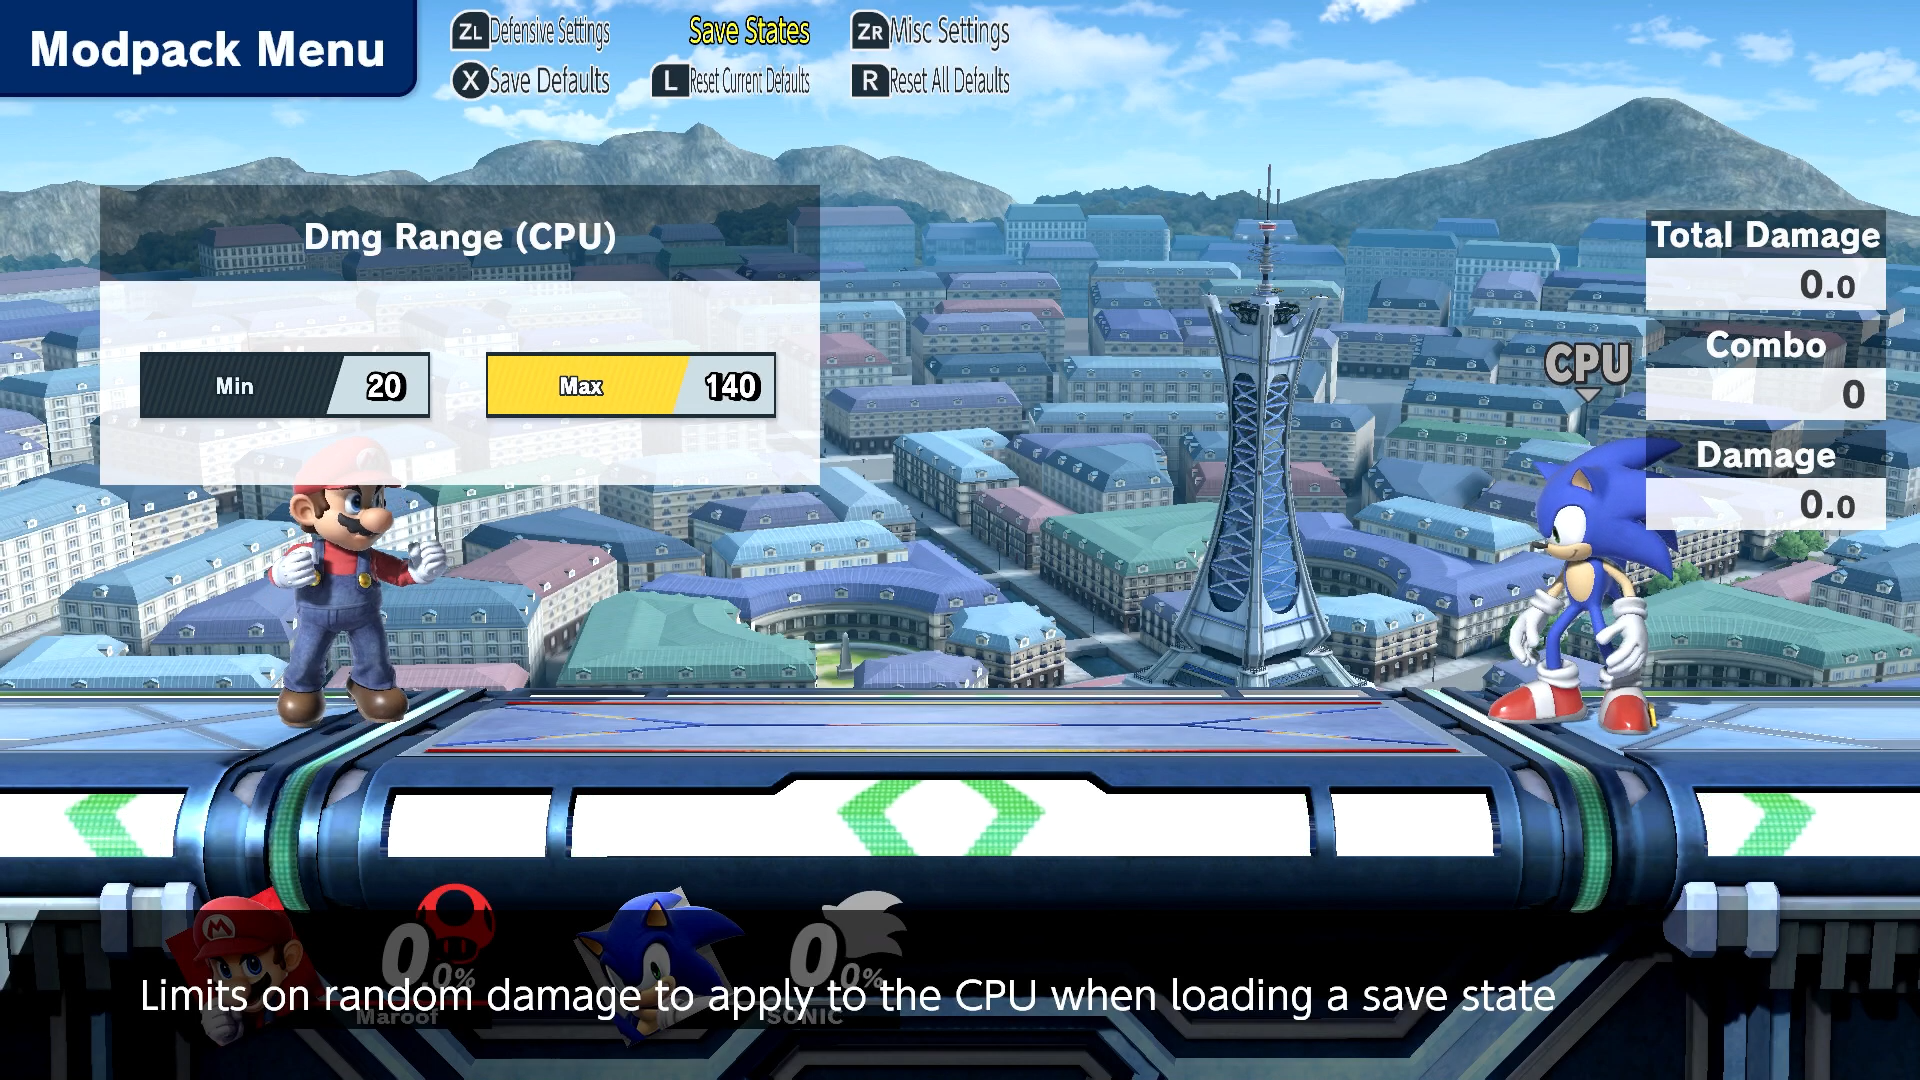 Modpack Menu
ZL Defensive Settings
Save States
ZR Misc Settings
X Save Defaults
L Reset Current Defaults
R Reset All Defaults
Dmg Range (CPU)
Min 20
Max 140
Total Damage
0.0
CPU
Combo
0
Damage
0.0
0.0%
0.0%
Limits on random damage to apply to the CPU when loading a save state
Maroof
SONIC